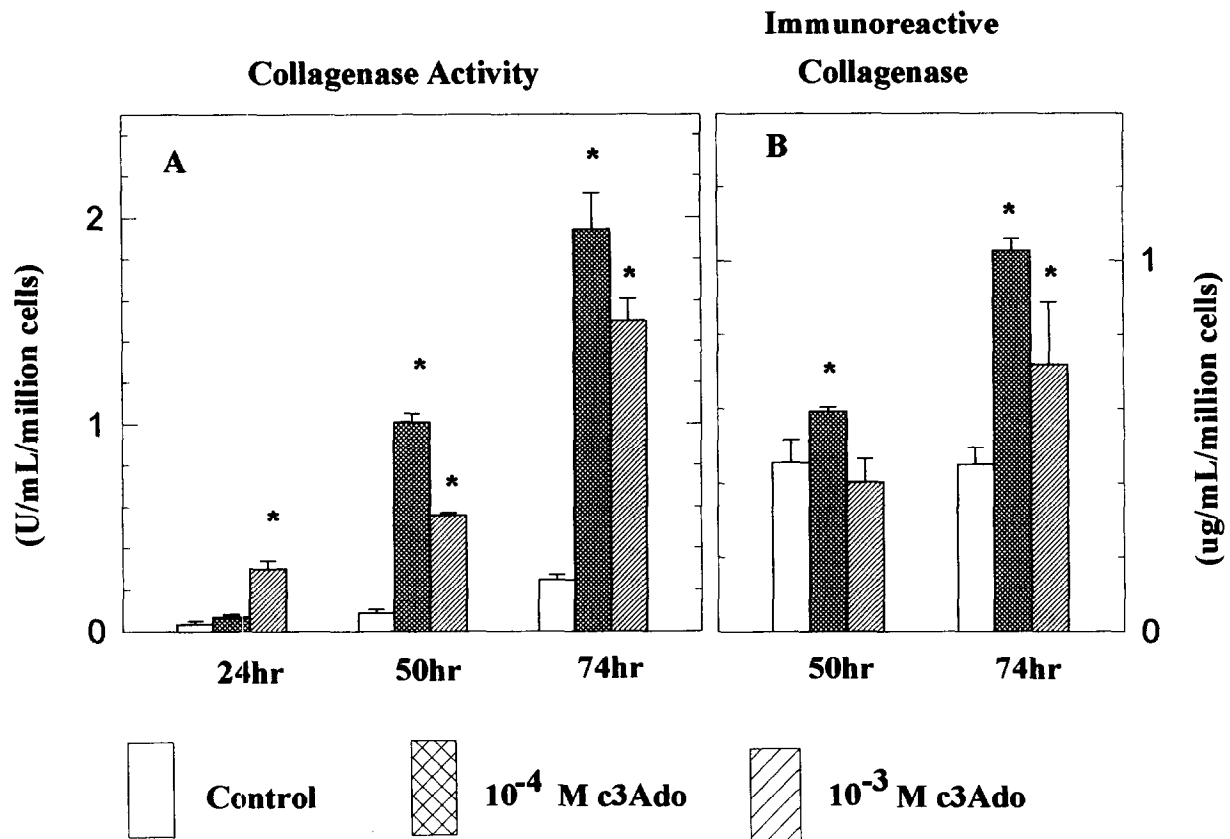 Collagenase Activity
Immunoreactive
Collagenase
A
B
(U/mL/million cells)
2
1
0
(ug/mL/million cells)
1
0
*
*
*
*
*
*
*
*
24hr
50hr
74hr
50hr
74hr
Control
10⁻⁴ M c3Ado
10⁻³ M c3Ado